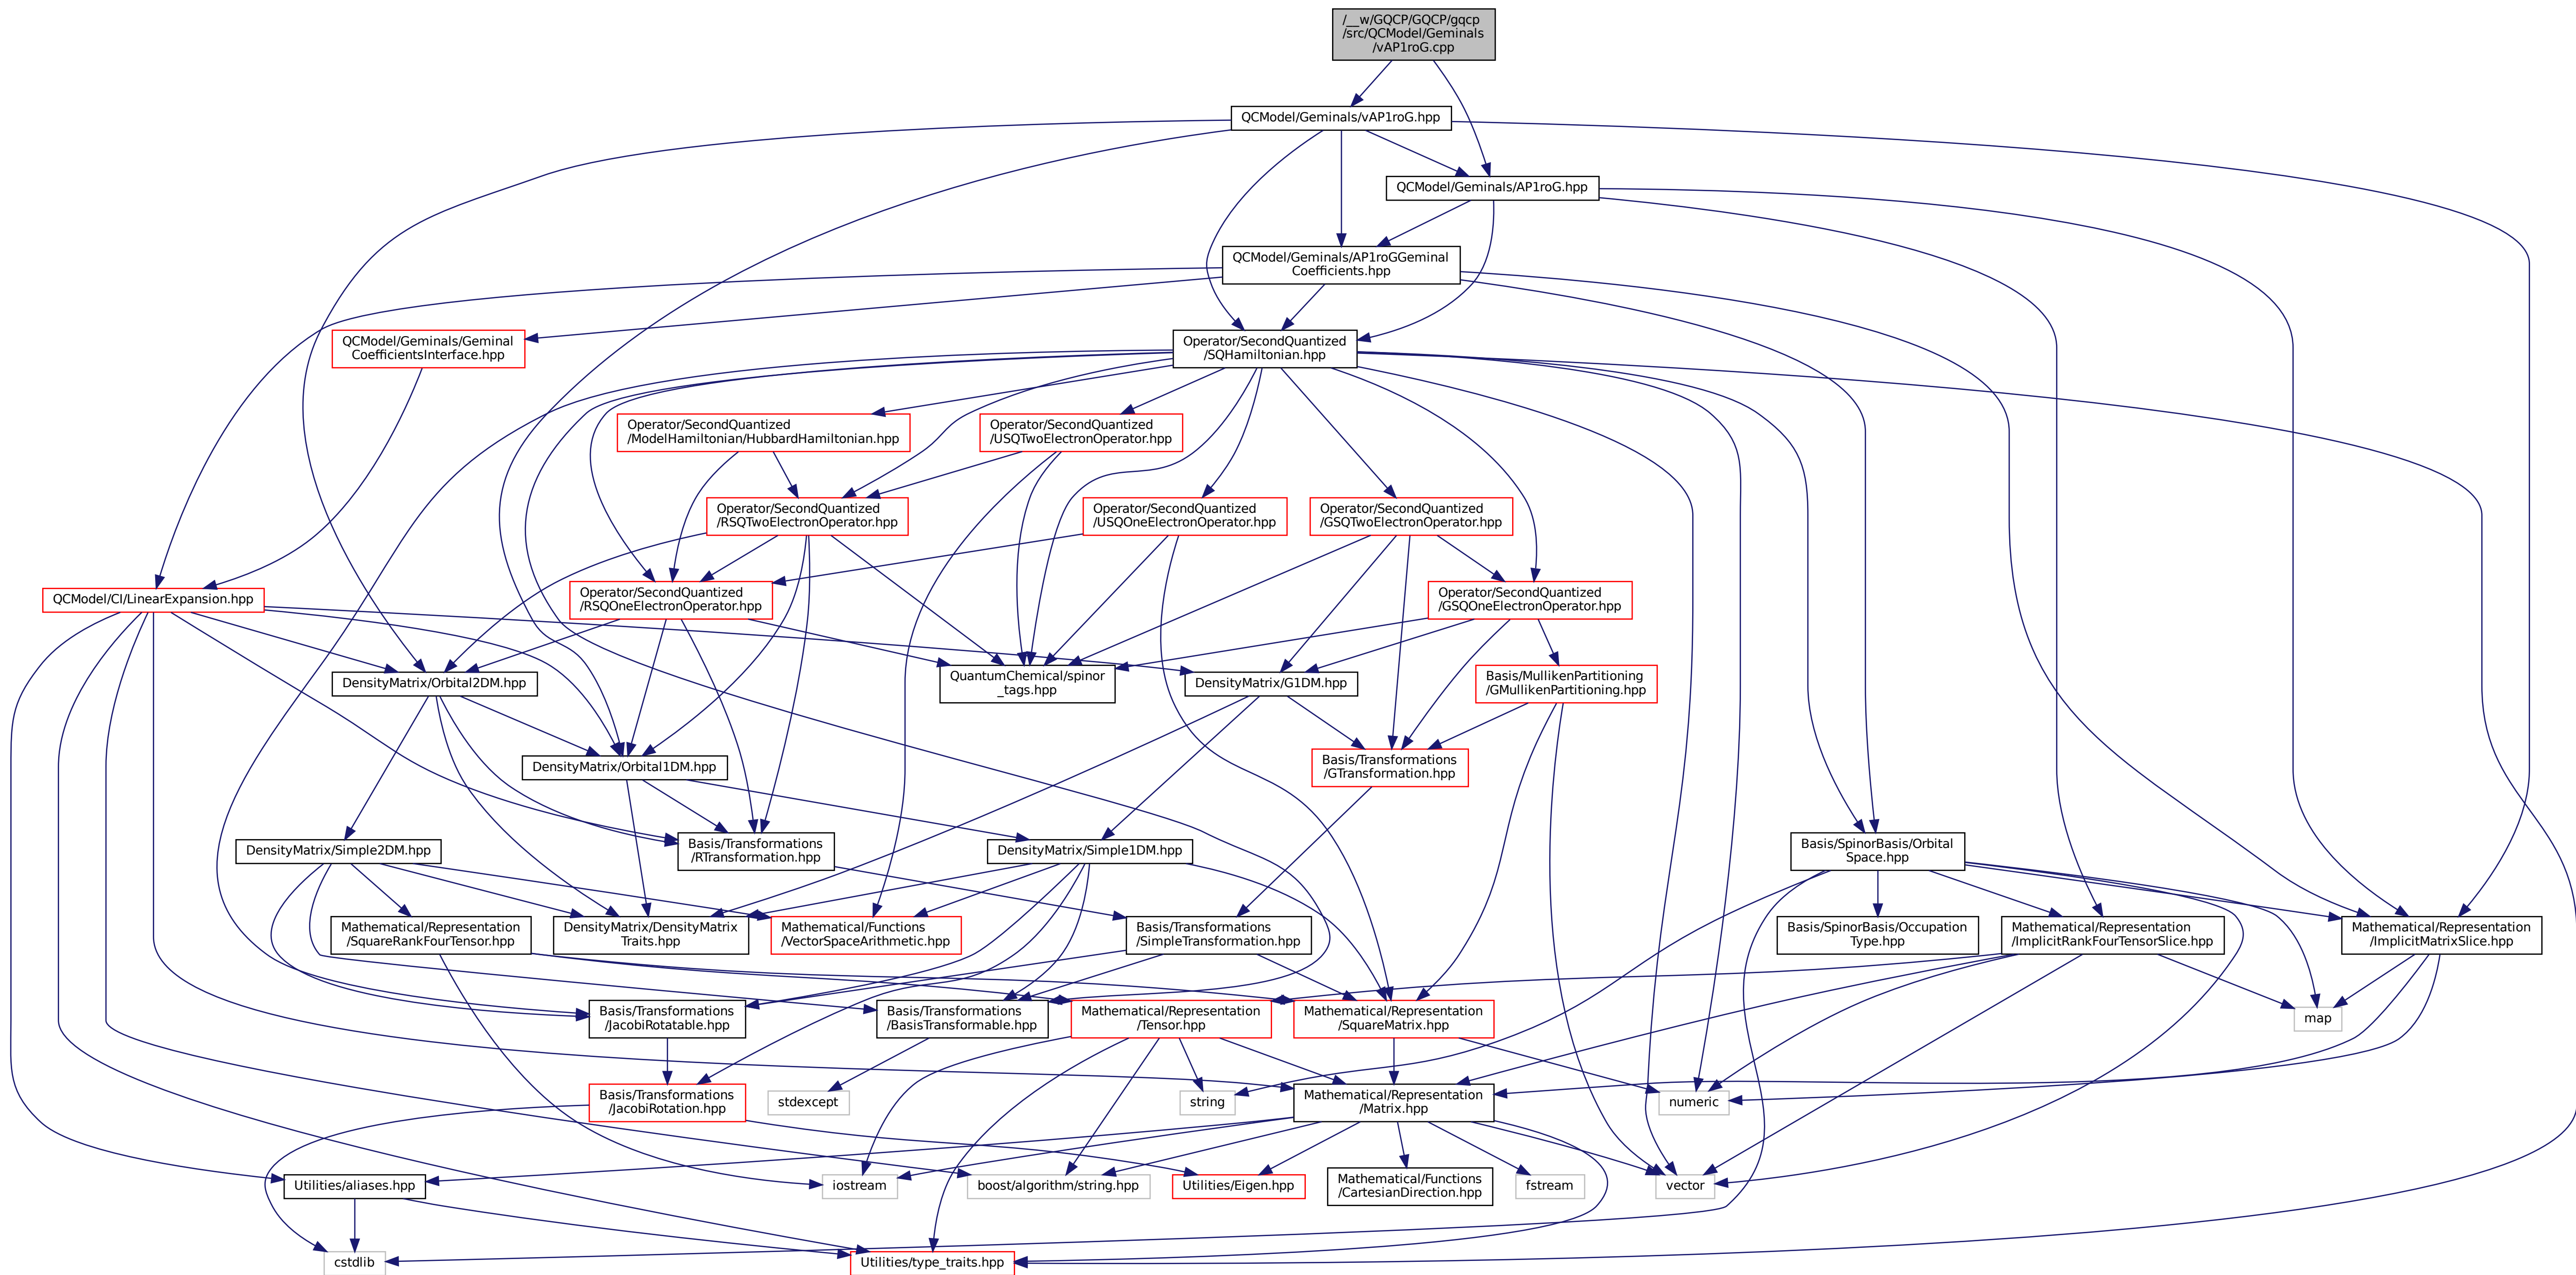 /__w/GQCP/GQCP/gqcp
/src/QCModel/Geminals
/vAP1roG.cpp
QCModel/Geminals/vAP1roG.hpp
QCModel/Geminals/AP1roG.hpp
QCModel/Geminals/AP1roGGeminal
Coefficients.hpp
QCModel/Geminals/Geminal
CoefficientsInterface.hpp
Operator/SecondQuantized
/SQHamiltonian.hpp
Operator/SecondQuantized
/ModelHamiltonian/HubbardHamiltonian.hpp
Operator/SecondQuantized
/USQTwoElectronOperator.hpp
Operator/SecondQuantized
/RSQTwoElectronOperator.hpp
Operator/SecondQuantized
/USQOneElectronOperator.hpp
Operator/SecondQuantized
/GSQTwoElectronOperator.hpp
QCModel/CI/LinearExpansion.hpp
Operator/SecondQuantized
/RSQOneElectronOperator.hpp
Operator/SecondQuantized
/GSQOneElectronOperator.hpp
DensityMatrix/Orbital2DM.hpp
QuantumChemical/spinor
_tags.hpp
DensityMatrix/G1DM.hpp
Basis/MullikenPartitioning
/GMullikenPartitioning.hpp
DensityMatrix/Orbital1DM.hpp
Basis/Transformations
/GTransformation.hpp
DensityMatrix/Simple2DM.hpp
Basis/Transformations
/RTransformation.hpp
DensityMatrix/Simple1DM.hpp
Basis/SpinorBasis/Orbital
Space.hpp
Mathematical/Representation
/SquareRankFourTensor.hpp
DensityMatrix/DensityMatrix
Traits.hpp
Mathematical/Functions
/VectorSpaceArithmetic.hpp
Basis/Transformations
/SimpleTransformation.hpp
Basis/SpinorBasis/Occupation
Type.hpp
Mathematical/Representation
/ImplicitRankFourTensorSlice.hpp
Mathematical/Representation
/ImplicitMatrixSlice.hpp
Basis/Transformations
/JacobiRotatable.hpp
Basis/Transformations
/BasisTransformable.hpp
Mathematical/Representation
/Tensor.hpp
Mathematical/Representation
/SquareMatrix.hpp
map
Basis/Transformations
/JacobiRotation.hpp
stdexcept
string
Mathematical/Representation
/Matrix.hpp
numeric
Utilities/aliases.hpp
iostream
boost/algorithm/string.hpp
Utilities/Eigen.hpp
Mathematical/Functions
/CartesianDirection.hpp
fstream
vector
cstdlib
Utilities/type_traits.hpp